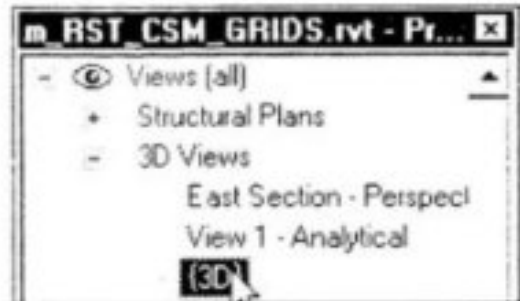 m_RST_CSM_GRIDS.rvt - Pr...
Views (all)
Structural Plans
3D Views
East Section - Perspect
View 1 - Analytical
{3D}